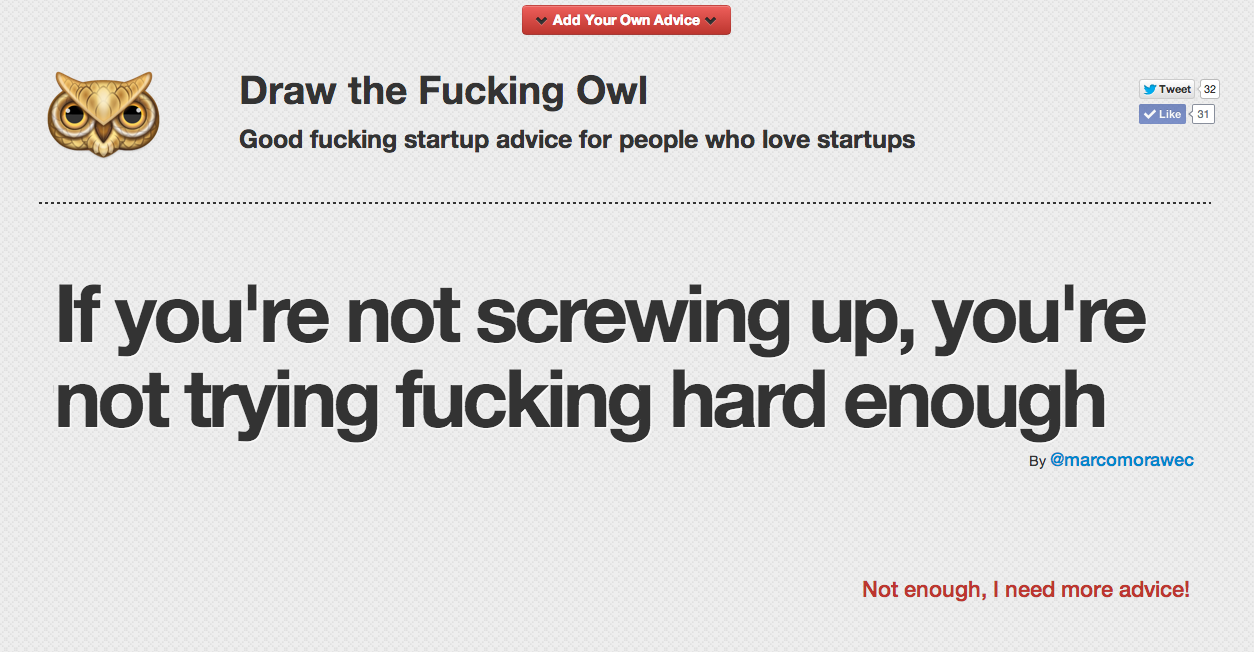 Add Your Own Advice
Draw the Fucking Owl
Good fucking startup advice for people who love startups
Tweet 32
Like 31
If you're not screwing up, you're
not trying fucking hard enough
By @marcomorawec
Not enough, I need more advice!